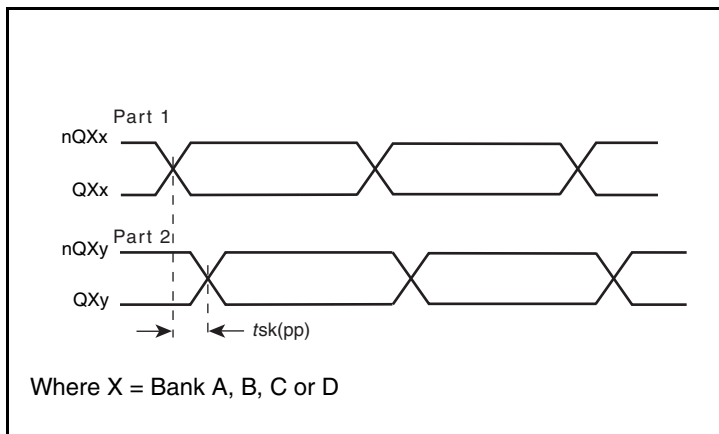 Part 1
nQXx
QXx
Part 2
nQXy
QXy
tsk(pp)
Where X = Bank A, B, C or D